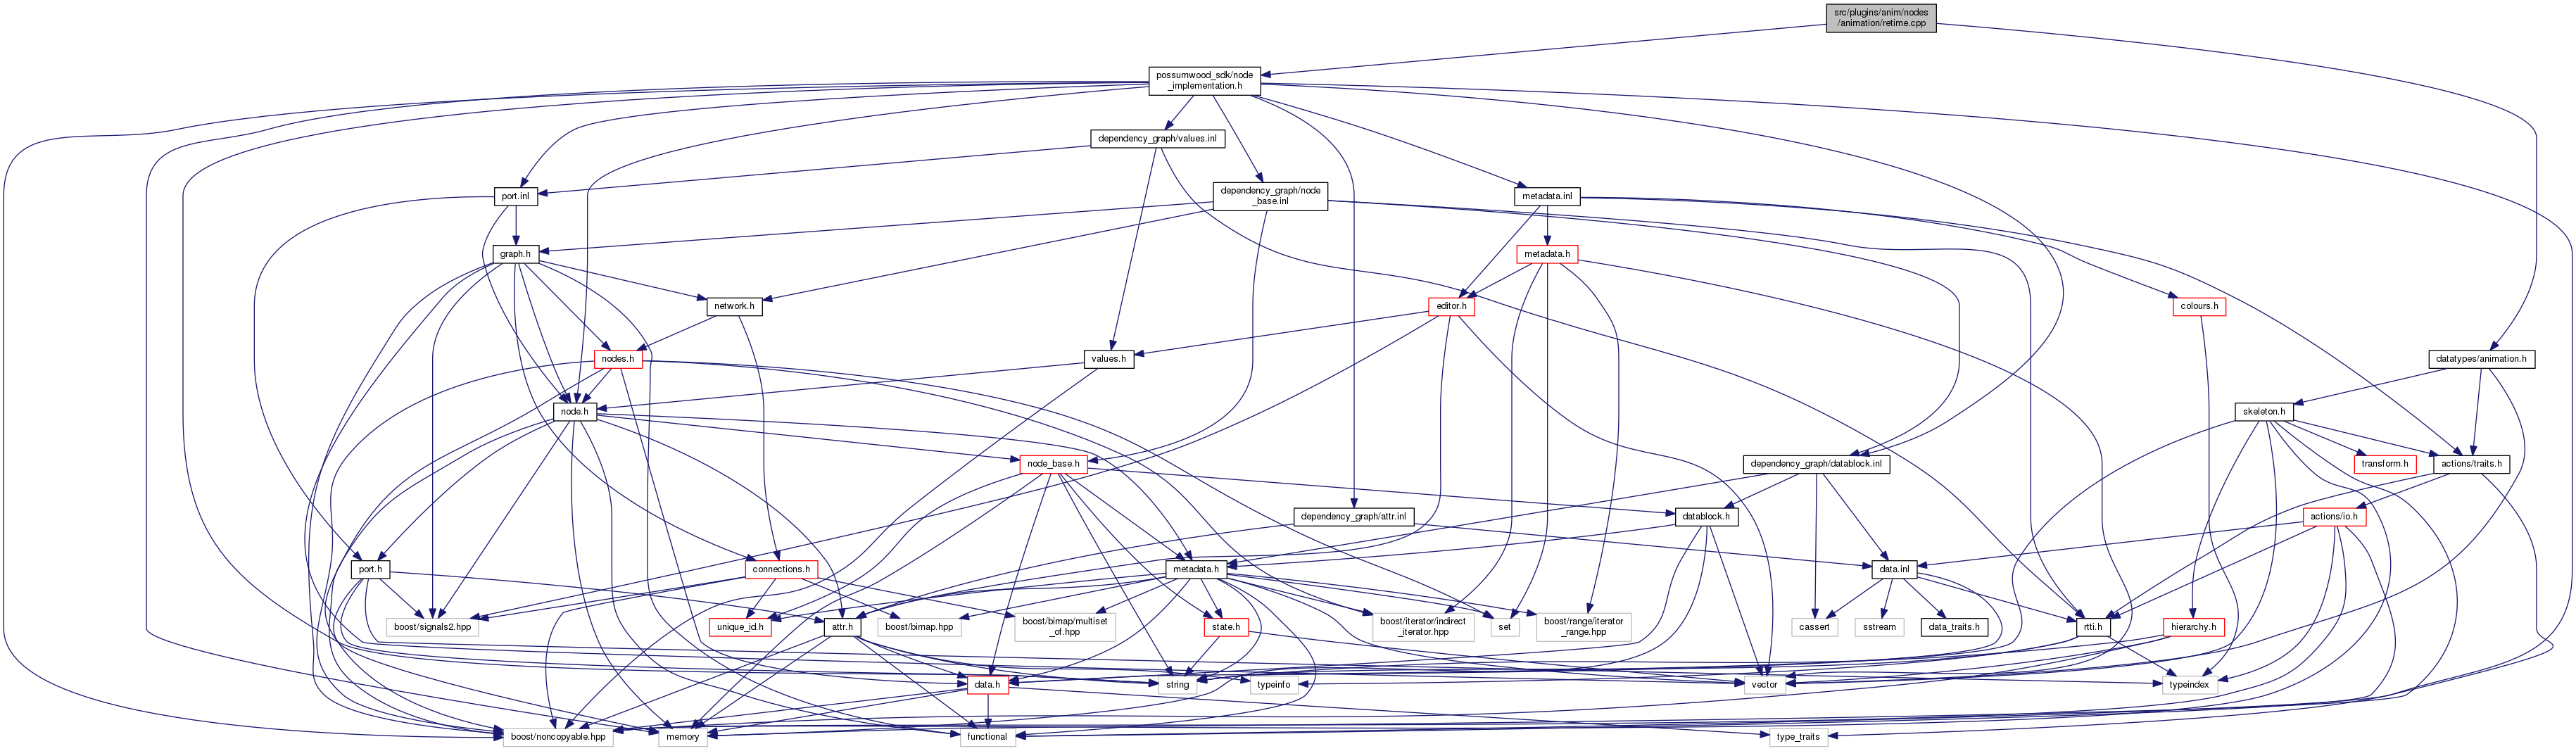 src/plugins/anim/nodes
/animation/retime.cpp
possumwood_sdk/node
_implementation.h
dependency_graph/values.inl
port.inl
dependency_graph/node
_base.inl
metadata.inl
graph.h
metadata.h
network.h
editor.h
colours.h
nodes.h
values.h
datatypes/animation.h
node.h
skeleton.h
node_base.h
dependency_graph/datablock.inl
transform.h
actions/traits.h
dependency_graph/attr.inl
datablock.h
actions/io.h
port.h
connections.h
metadata.h
data.inl
boost/signals2.hpp
unique_id.h
attr.h
boost/bimap.hpp
boost/bimap/multiset
_of.hpp
state.h
boost/iterator/indirect
_iterator.hpp
set
boost/range/iterator
_range.hpp
cassert
sstream
data_traits.h
rtti.h
hierarchy.h
data.h
string
typeinfo
vector
typeindex
boost/noncopyable.hpp
memory
functional
type_traits